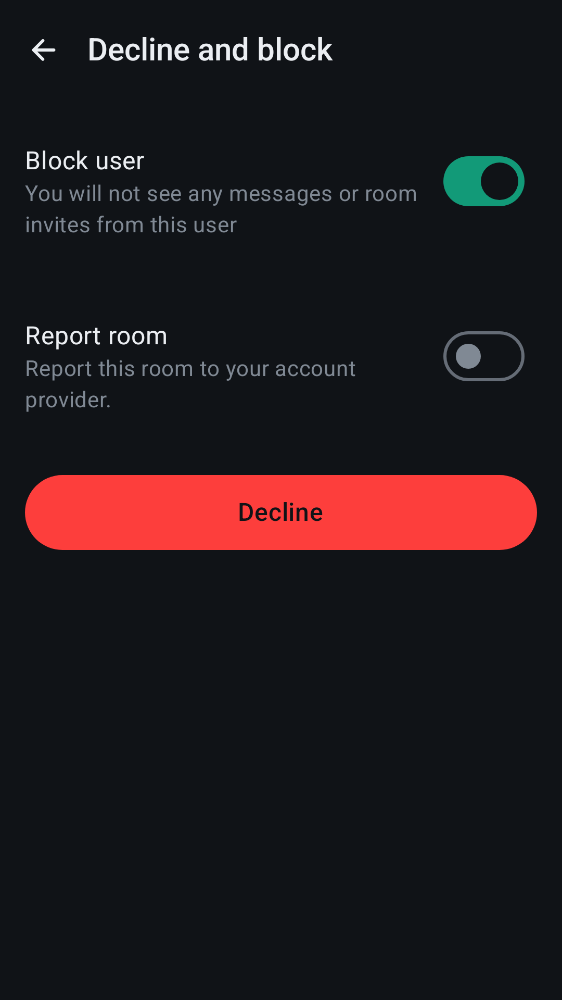 Decline and block
Block user
You will not see any messages or room
invites from this user
Report room
Report this room to your account
provider.
Decline